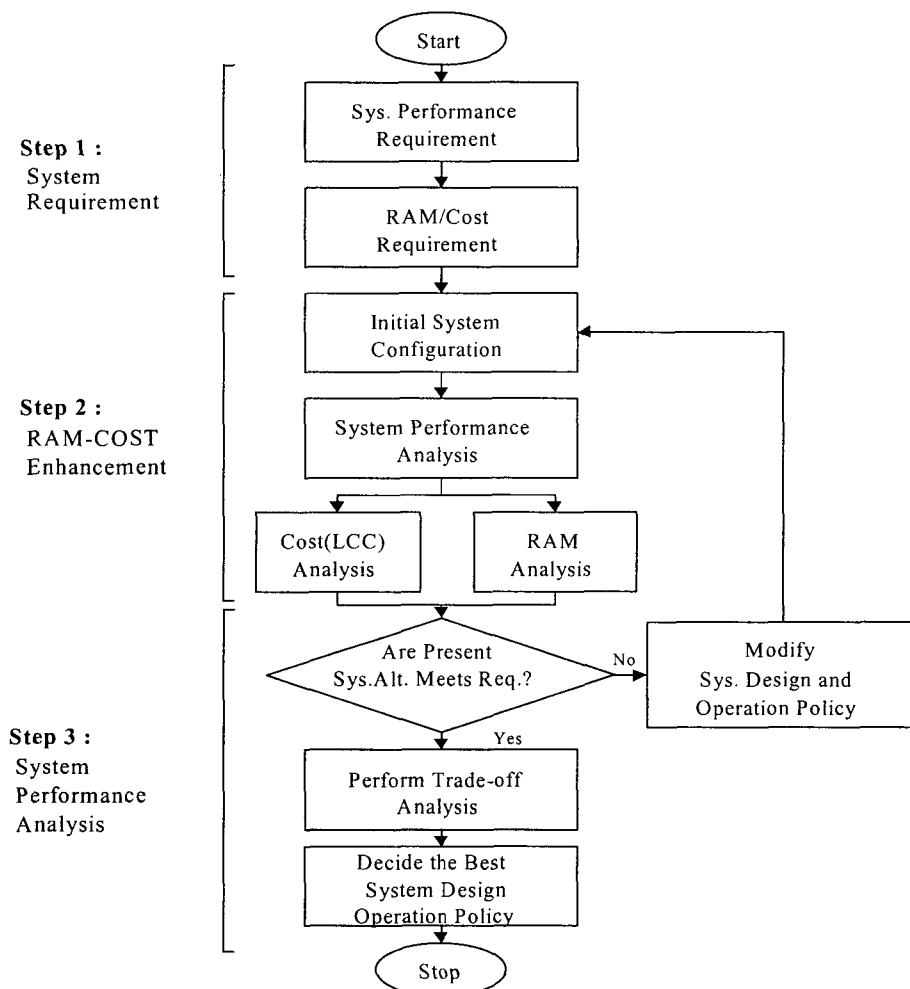 Start
Step 1 :
System
Requirement
Sys. Performance
Requirement
RAM/Cost
Requirement
Step 2 :
RAM-COST
Enhancement
Initial System
Configuration
System Performance
Analysis
Cost(LCC)
Analysis
RAM
Analysis
Step 3 :
System
Performance
Analysis
Are Present
Sys.Alt. Meets Req.?
No
Modify
Sys. Design and
Operation Policy
Yes
Perform Trade-off
Analysis
Decide the Best
System Design
Operation Policy
Stop